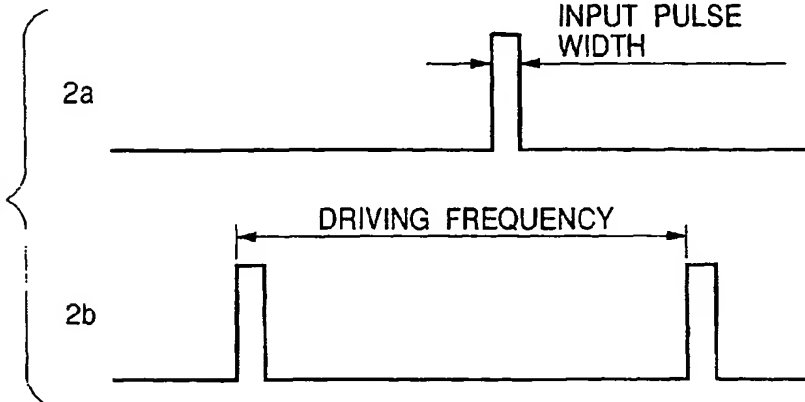 INPUT PULSE
WIDTH
2a
DRIVING FREQUENCY
2b